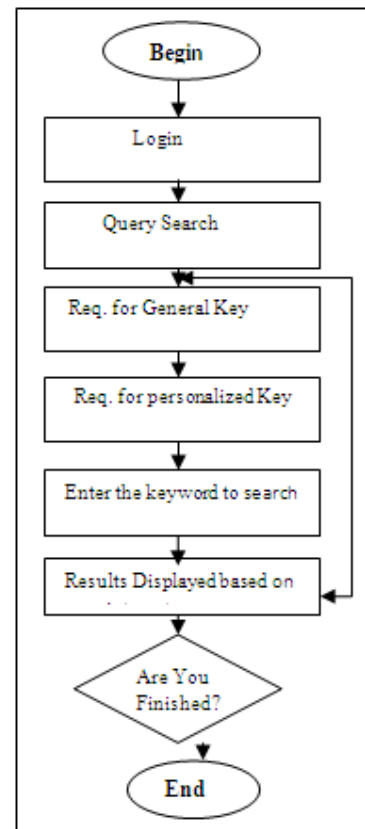 Begin
Login
Query Search
Req. for General Key
Req. for personalized Key
Enter the keyword to search
Results Displayed based on
Are You
Finished?
End